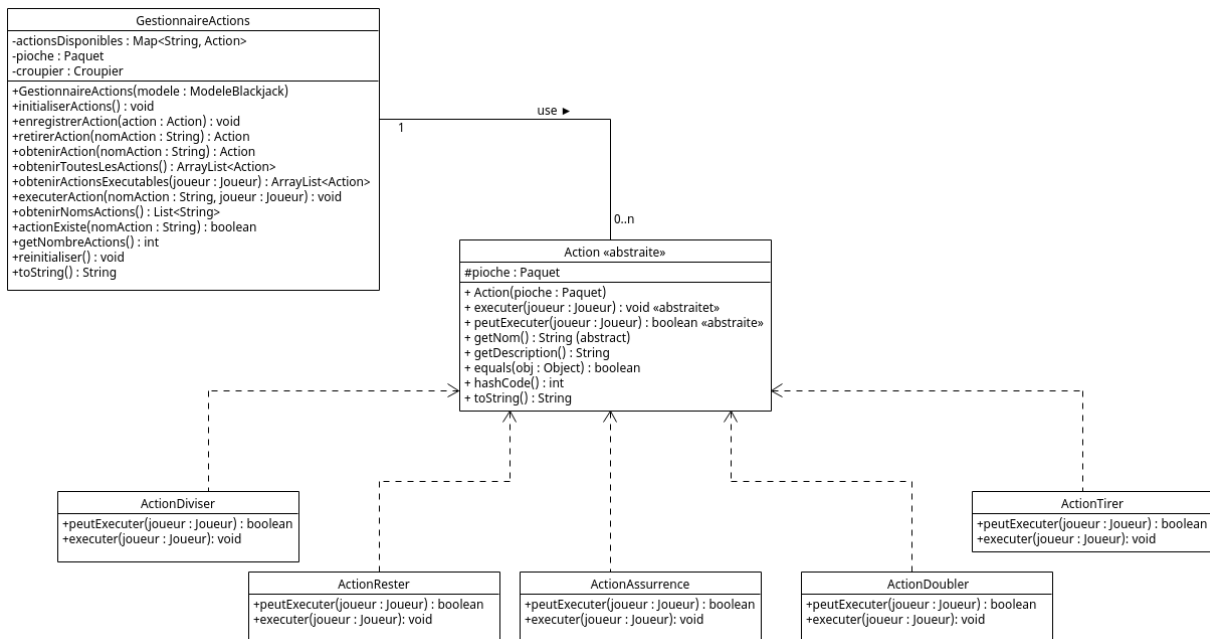 GestionnaireActions
-actionsDisponibles : Map<String, Action>
-pioche : Paquet
-croupier : Croupier
+GestionnaireActions(modele : ModeleBlackjack)
+initialiserActions() : void
+enregistrerAction(action : Action) : void
+retirerAction(nomAction : String) : Action
+obtenirAction(nomAction : String) : Action
+obtenirToutesLesActions() : ArrayList<Action>
+obtenirActionsExecutables(joueur : Joueur) : ArrayList<Action>
+executerAction(nomAction : String, joueur : Joueur) : void
+obtenirNomsActions() : List<String>
+actionExiste(nomAction : String) : boolean
+getNombreActions() : int
+reinitialiser() : void
+toString() : String
use ►
1
0..n
Action «abstraite»
#pioche : Paquet
+ Action(pioche : Paquet)
+ executer(joueur : Joueur) : void «abstraitet»
+ peutExecuter(joueur : Joueur) : boolean «abstraite»
+ getNom() : String (abstract)
+ getDescription() : String
+ equals(obj : Object) : boolean
+ hashCode() : int
+ toString() : String
ActionDiviser
+peutExecuter(joueur : Joueur) : boolean
+executer(joueur : Joueur): void
ActionTirer
+peutExecuter(joueur : Joueur) : boolean
+executer(joueur : Joueur): void
ActionRester
+peutExecuter(joueur : Joueur) : boolean
+executer(joueur : Joueur): void
ActionAssurrence
+peutExecuter(joueur : Joueur) : boolean
+executer(joueur : Joueur): void
ActionDoubler
+peutExecuter(joueur : Joueur) : boolean
+executer(joueur : Joueur): void